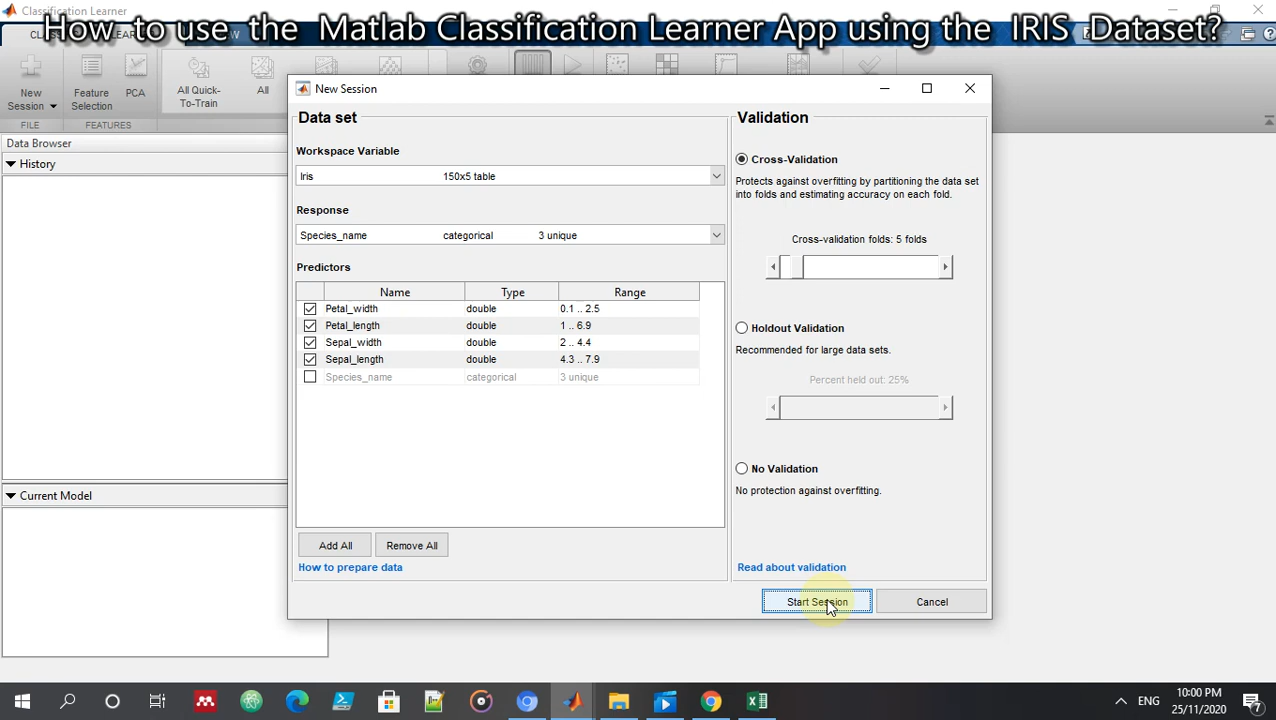 Classification Learner
How to use the Matlab Classification Learner App using the IRIS Dataset?
New
Session
Feature
Selection
PCA
All Quick-
To-Train
All
FILE
FEATURES
Data Browser
History
Current Model
New Session
Data set
Workspace Variable
Iris 150x5 table
Response
Species_name categorical 3 unique
Predictors
Name Type Range
Petal_width double 0.1 .. 2.5
Petal_length double 1 .. 6.9
Sepal_width double 2 .. 4.4
Sepal_length double 4.3 .. 7.9
Species_name categorical 3 unique
Add All Remove All
How to prepare data
Validation
Cross-Validation
Protects against overfitting by partitioning the data set
into folds and estimating accuracy on each fold.
Cross-validation folds: 5 folds
Holdout Validation
Recommended for large data sets.
Percent held out: 25%
No Validation
No protection against overfitting.
Read about validation
Start Session Cancel
ENG
10:00 PM
25/11/2020
7